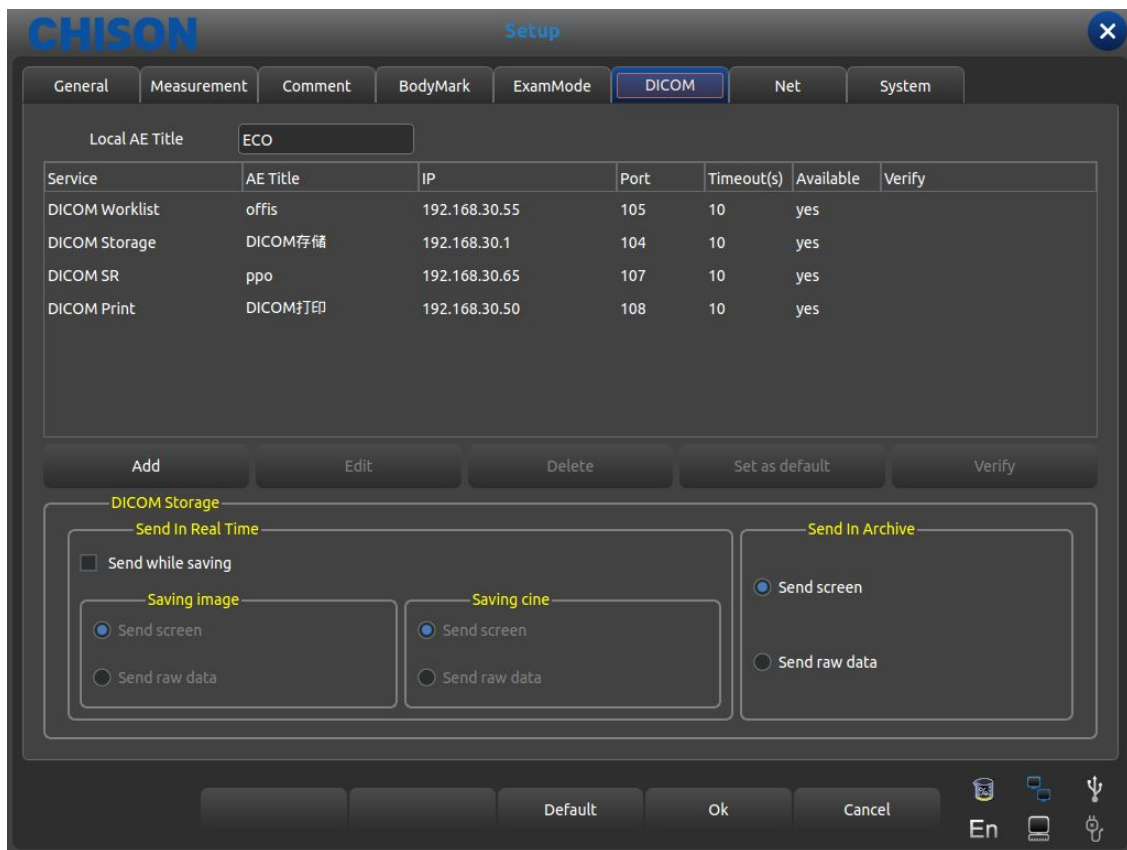 CHISON Setup
General Measurement Comment BodyMark ExamMode DICOM Net System
Local AE Title ECO
Service AE Title IP Port Timeout(s) Available Verify
DICOM Worklist offis 192.168.30.55 105 10 yes
DICOM Storage DICOM存储 192.168.30.1 104 10 yes
DICOM SR ppo 192.168.30.65 107 10 yes
DICOM Print DICOM打印 192.168.30.50 108 10 yes
Add Edit Delete Set as default Verify
DICOM Storage
Send In Real Time Send In Archive
Send while saving
Send screen
Saving image Saving cine
Send screen Send screen
Send raw data
Send raw data Send raw data
Default Ok Cancel
En